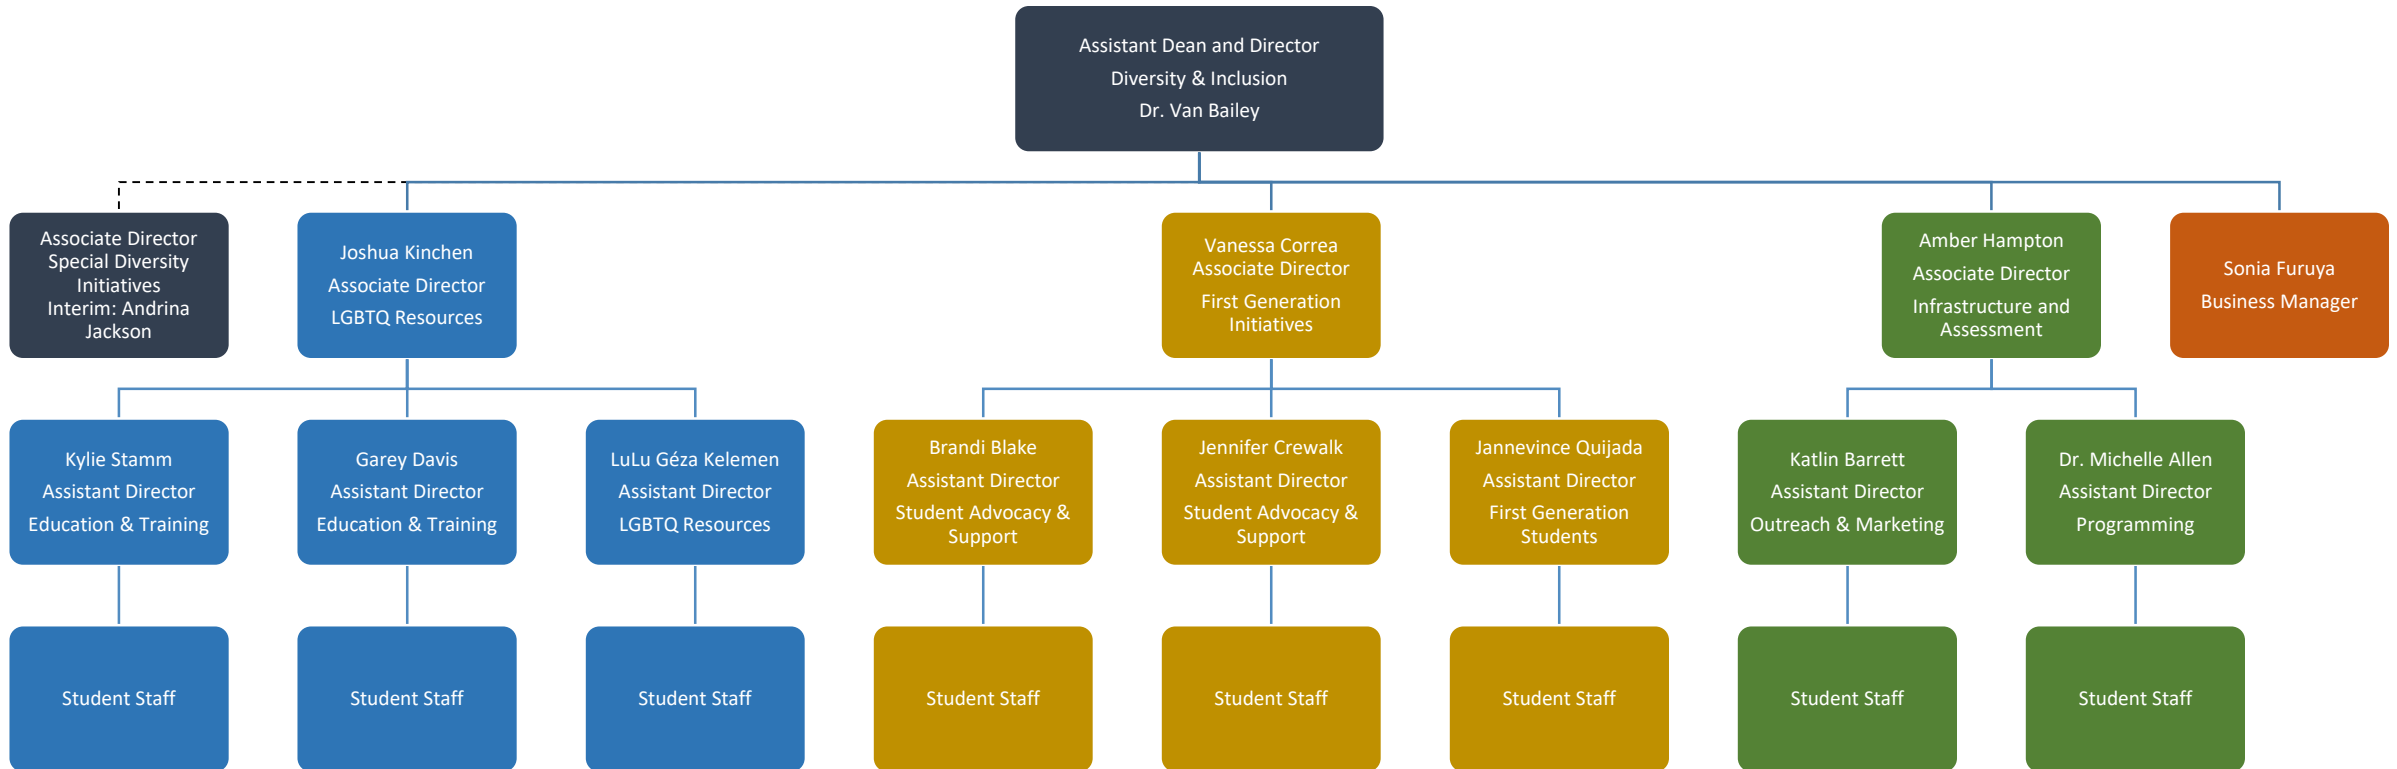 Assistant Dean and Director
Diversity & Inclusion
Dr. Van Bailey
Associate Director
Special Diversity
Initiatives
Interim: Andrina
Jackson
Joshua Kinchen
Associate Director
LGBTQ Resources
Vanessa Correa
Associate Director
First Generation
Initiatives
Amber Hampton
Associate Director
Infrastructure and
Assessment
Sonia Furuya
Business Manager
Kylie Stamm
Assistant Director
Education & Training
Garey Davis
Assistant Director
Education & Training
LuLu Géza Kelemen
Assistant Director
LGBTQ Resources
Brandi Blake
Assistant Director
Student Advocacy &
Support
Jennifer Crewalk
Assistant Director
Student Advocacy &
Support
Jannevince Quijada
Assistant Director
First Generation
Students
Katlin Barrett
Assistant Director
Outreach & Marketing
Dr. Michelle Allen
Assistant Director
Programming
Student Staff
Student Staff
Student Staff
Student Staff
Student Staff
Student Staff
Student Staff
Student Staff